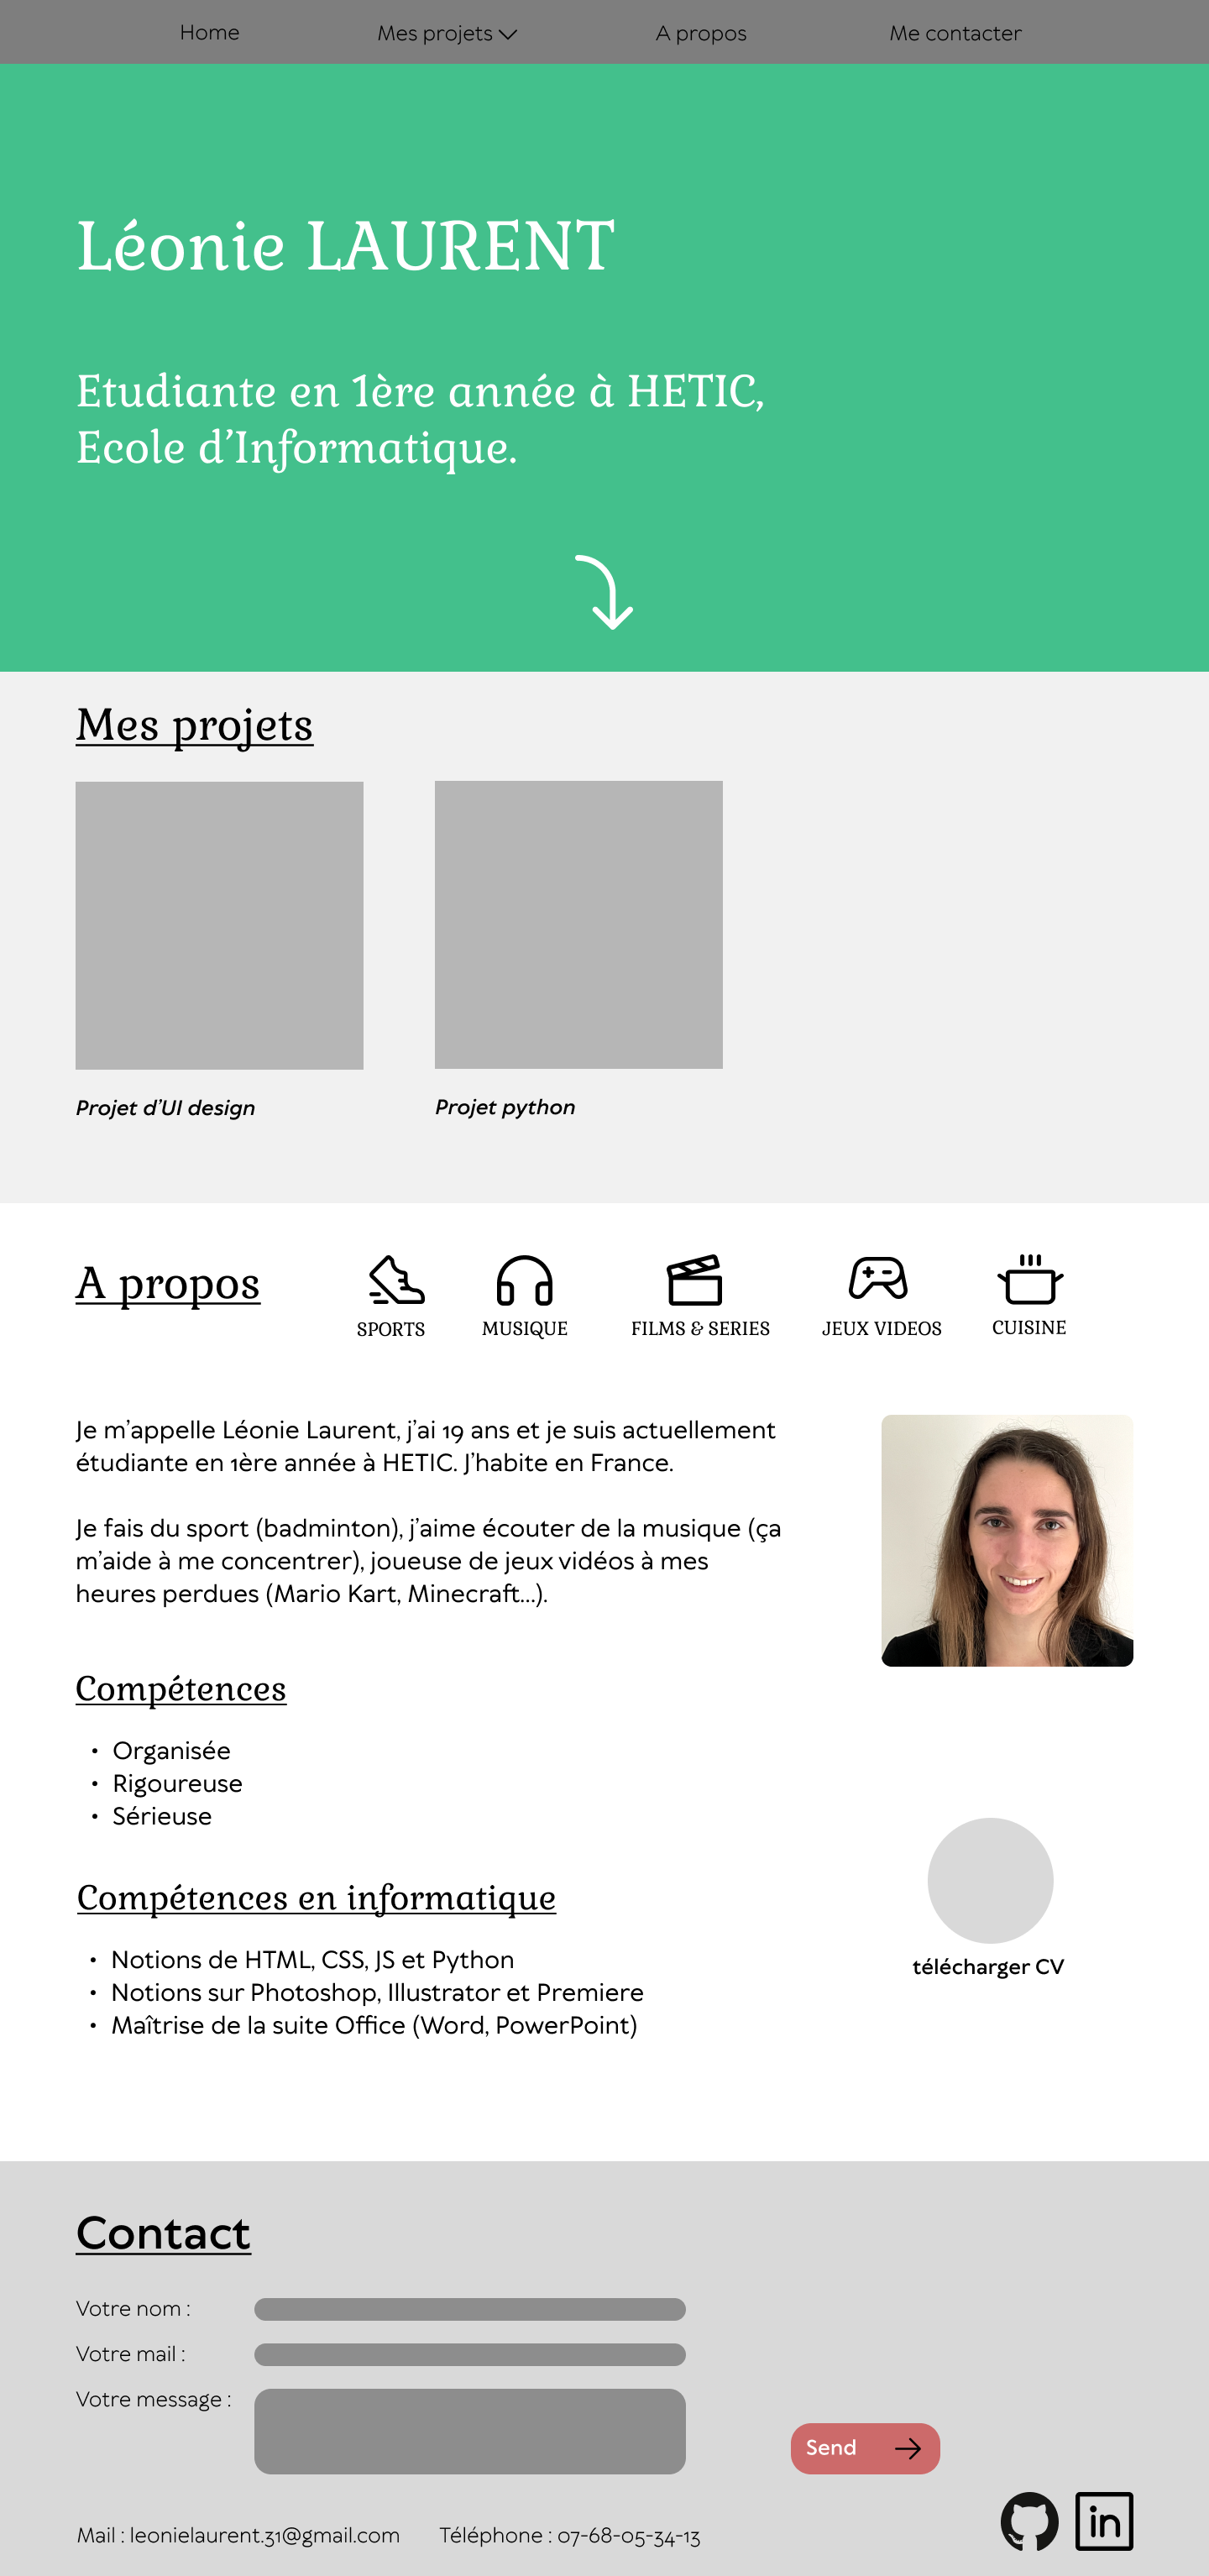 Home
Mes projets
A propos
Me contacter
Léonie LAURENT
Etudiante en 1ère année à HETIC,
Ecole d’Informatique.
Mes projets
Projet d’UI design
Projet python
A propos
SPORTS
MUSIQUE
FILMS & SERIES
JEUX VIDEOS
CUISINE
Je m’appelle Léonie Laurent, j’ai 19 ans et je suis actuellement
étudiante en 1ère année à HETIC. J’habite en France.
Je fais du sport (badminton), j’aime écouter de la musique (ça
m’aide à me concentrer), joueuse de jeux vidéos à mes
heures perdues (Mario Kart, Minecraft...).
Compétences
• Organisée
• Rigoureuse
• Sérieuse
Compétences en informatique
• Notions de HTML, CSS, JS et Python
• Notions sur Photoshop, Illustrator et Premiere
• Maîtrise de la suite Office (Word, PowerPoint)
télécharger CV
Contact
Votre nom :
Votre mail :
Votre message :
Send
Mail : leonielaurent.31@gmail.com
Téléphone : 07-68-05-34-13
in